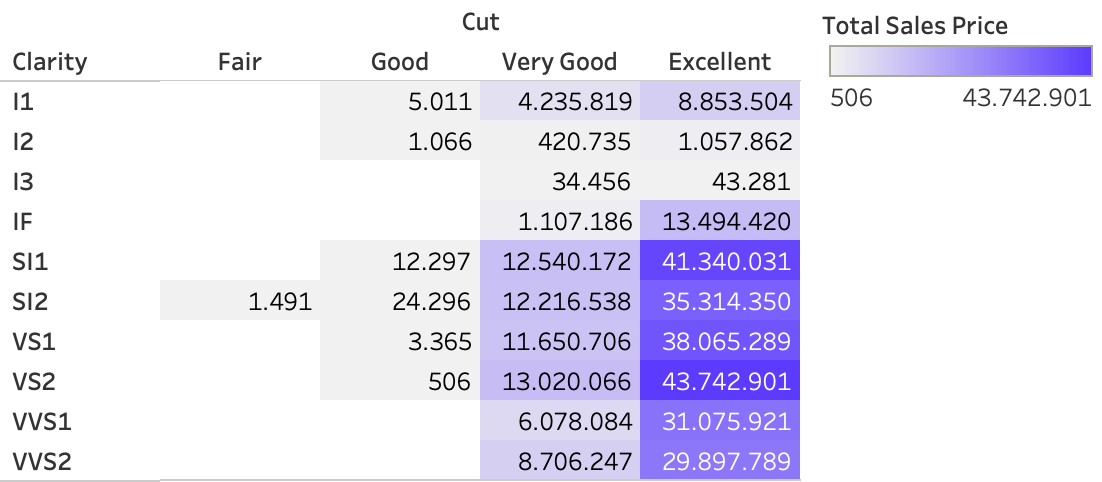 Cut
Total Sales Price
Clarity Fair Good Very Good Excellent
506 43.742.901
I1 5.011 4.235.819 8.853.504
I2 1.066 420.735 1.057.862
I3 34.456 43.281
IF 1.107.186 13.494.420
SI1 12.297 12.540.172 41.340.031
SI2 1.491 24.296 12.216.538 35.314.350
VS1 3.365 11.650.706 38.065.289
VS2 506 13.020.066 43.742.901
VVS1 6.078.084 31.075.921
VVS2 8.706.247 29.897.789